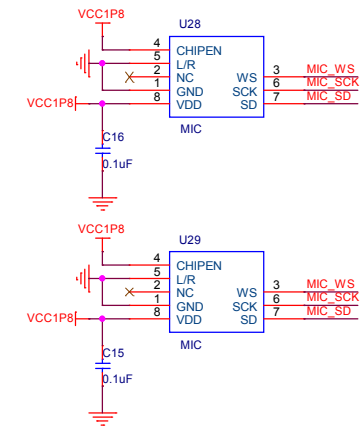 VCC1P8
U28
4 CHIPEN
5 L/R
2 NC WS 3 MIC_WS
1 GND SCK 6 MIC_SCK
VCC1P8 8 VDD SD 7 MIC_SD
C16
MIC
0.1uF
VCC1P8
U29
4 CHIPEN
5 L/R
2 NC WS 3 MIC_WS
1 GND SCK 6 MIC_SCK
VCC1P8 8 VDD SD 7 MIC_SD
MIC
C15
0.1uF